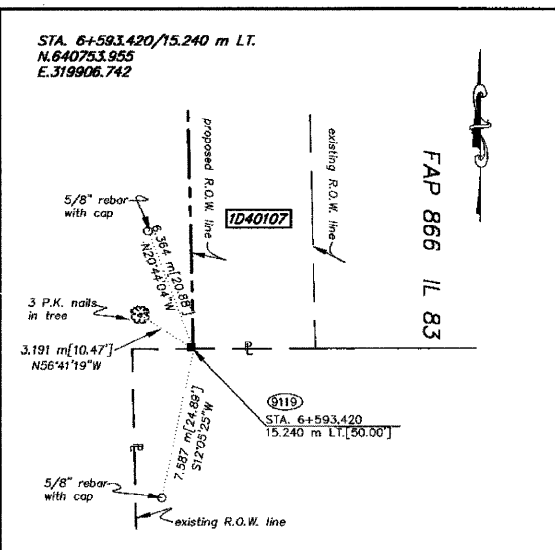 STA. 6+593.420/15.240 m LT.
N.640753.955
E.319906.742
proposed R.O.W. line
existing R.O.W. line
FAP 866 IL 83
5/8" rebar
with cap
1D40107
6.364 m[20.88']
N20°44'04"W
3 P.K. nails
in tree
3.191 m[10.47']
N56°41'19"W
PL
9119
STA. 6+593.420
15.240 m LT.[50.00']
7.587 m[24.89']
S12°05'25"W
PL
5/8" rebar
with cap
existing R.O.W. line